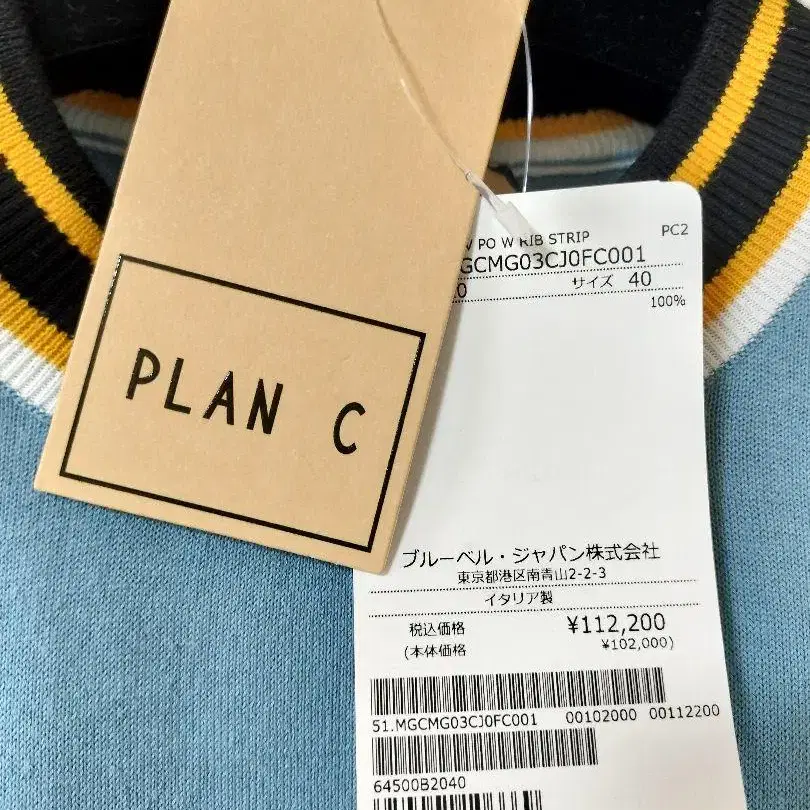 PLAN C
PO W RIB STRIP PC2
GCMG03CJ0FC001
サイズ 40
100%
ブルーベル・ジャパン株式会社
東京都港区南青山2-2-3
イタリア製
税込価格 ¥112,200
(本体価格 ¥102,000)
51.MGCMG03CJ0FC001 00102000 00112200
64500B2040